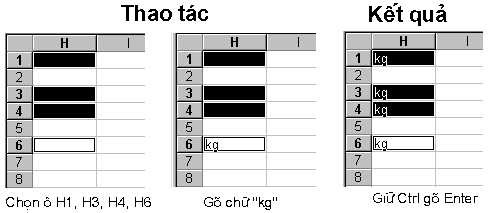 Thao tác
Kết quả
H I
1
2
3
4
5
6
7
8
Chọn ô H1, H3, H4, H6
H I
1
2
3
4
5
6 kg
7
8
Gõ chữ "kg"
H I
1 kg
2
3 kg
4 kg
5
6 kg
7
8
Giữ Ctrl gõ Enter